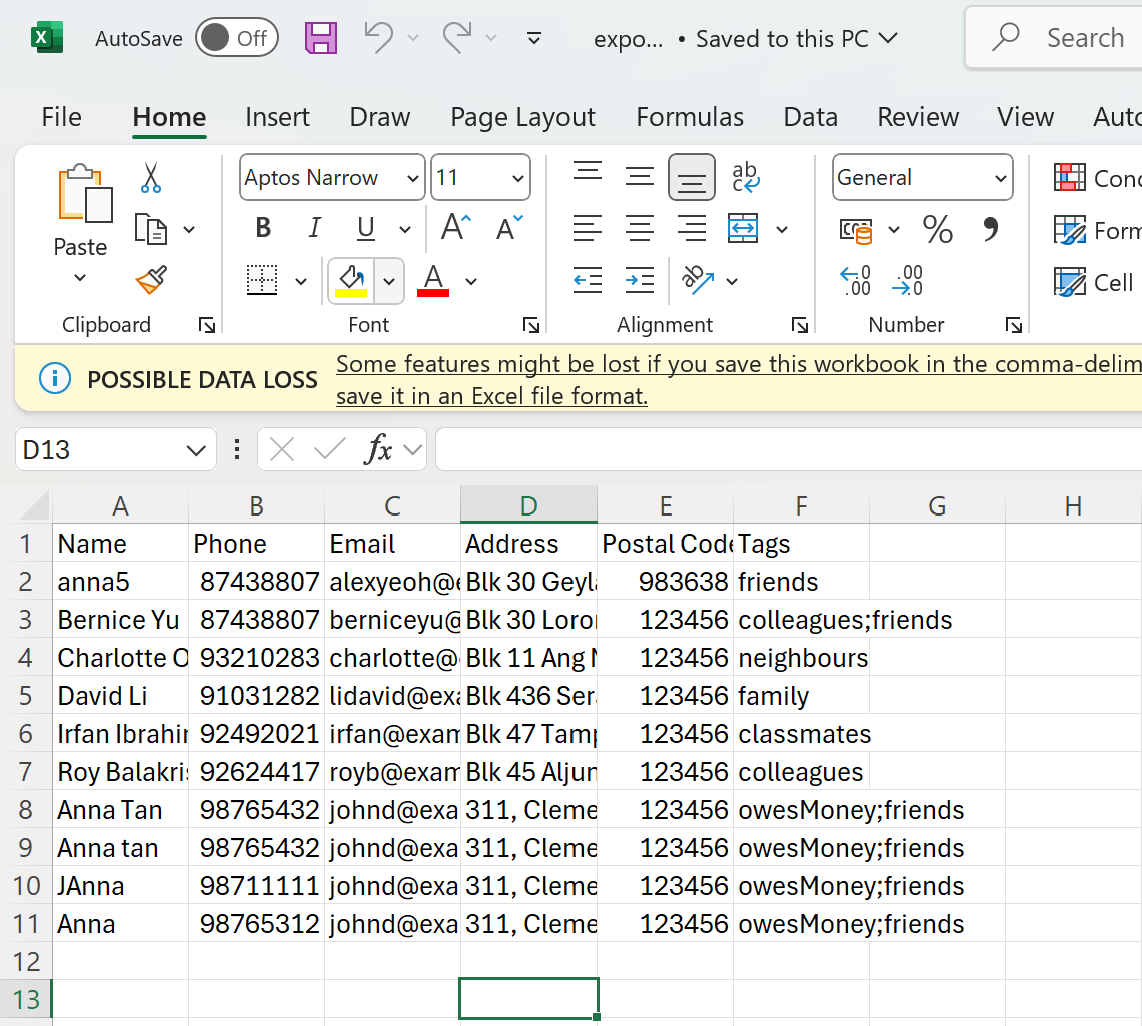 AutoSave Off expo... • Saved to this PC Search
File Home Insert Draw Page Layout Formulas Data Review View Auto
Paste
Aptos Narrow 11
B I U A A
ab
c
General
% 9
Conc
Form
Cell
Clipboard Font Alignment Number
POSSIBLE DATA LOSS Some features might be lost if you save this workbook in the comma-delim
save it in an Excel file format.
D13 fx
A B C D E F G H
1 Name Phone Email Address Postal Code Tags
2 anna5 87438807 alexyeoh@e Blk 30 Geyla 983638 friends
3 Bernice Yu 87438807 berniceyu@ Blk 30 Loror 123456 colleagues;friends
4 Charlotte O 93210283 charlotte@ Blk 11 Ang M 123456 neighbours
5 David Li 91031282 lidavid@exa Blk 436 Sera 123456 family
6 Irfan Ibrahim 92492021 irfan@exam Blk 47 Tamp 123456 classmates
7 Roy Balakris 92624417 royb@exam Blk 45 Aljun 123456 colleagues
8 Anna Tan 98765432 johnd@exa 311, Cleme 123456 owesMoney;friends
9 Anna tan 98765432 johnd@exa 311, Cleme 123456 owesMoney;friends
10 JAnna 98711111 johnd@exa 311, Cleme 123456 owesMoney;friends
11 Anna 98765312 johnd@exa 311, Cleme 123456 owesMoney;friends
12
13